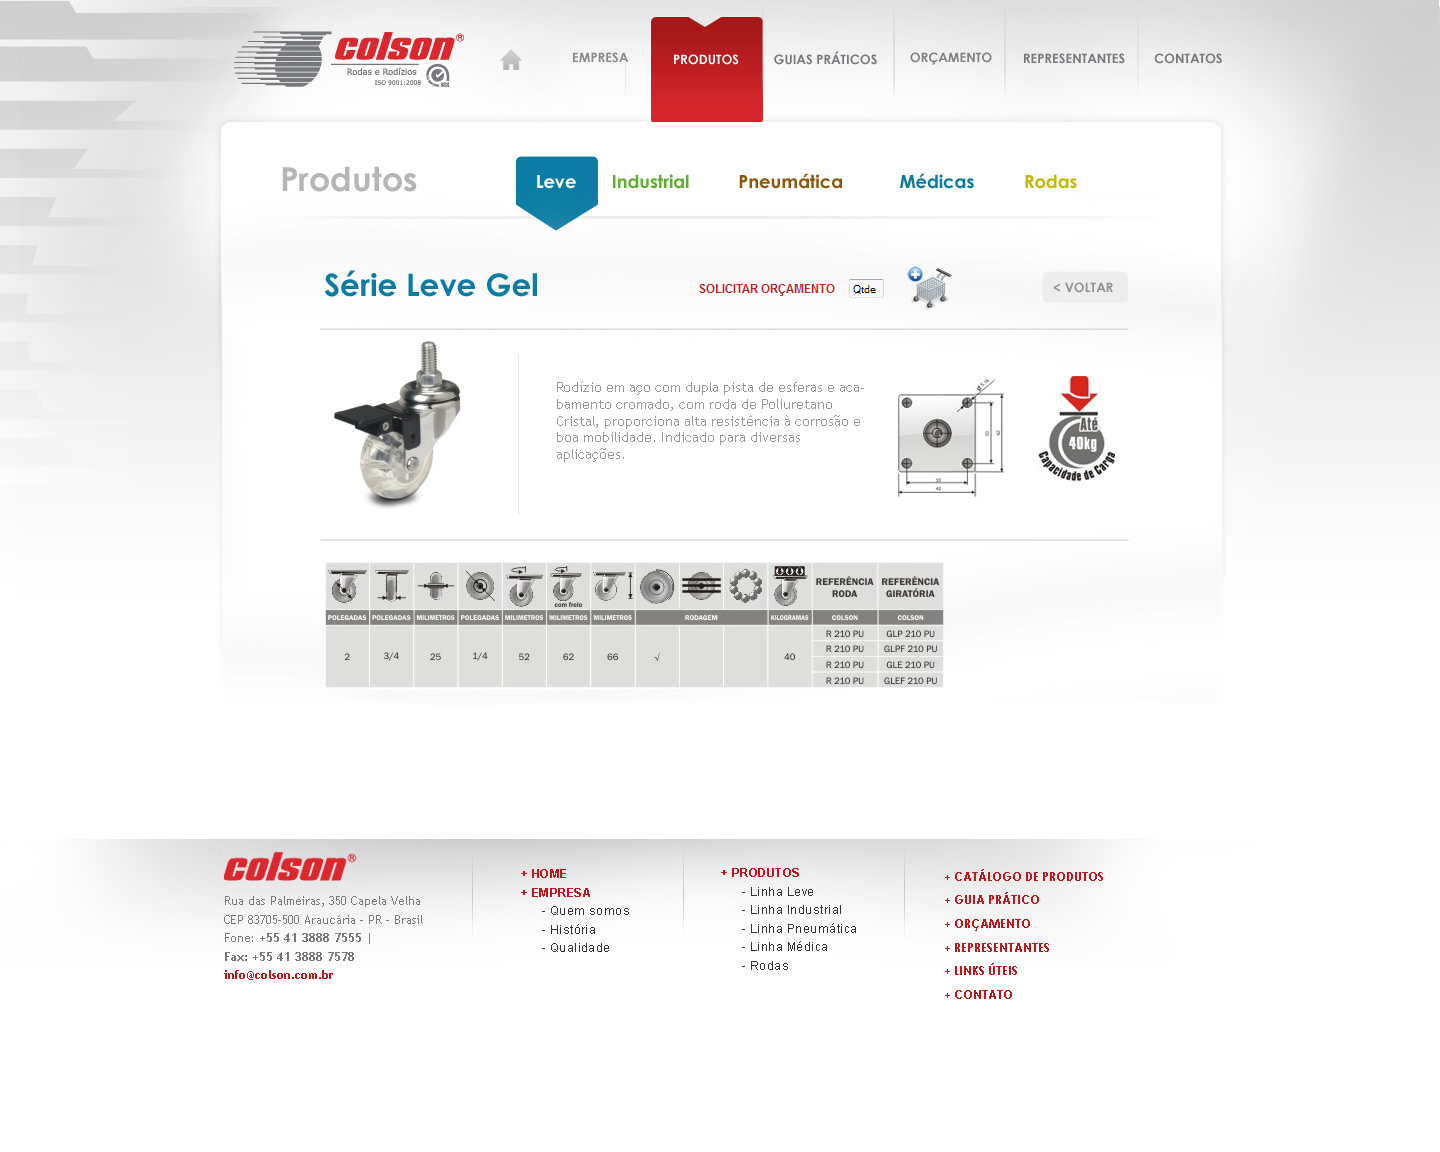 colson®
Rodas e Rodízios
ISO 9001:2008
EMPRESA
PRODUTOS
GUIAS PRÁTICOS
ORÇAMENTO
REPRESENTANTES
CONTATOS
Produtos
Leve
Industrial
Pneumática
Médicas
Rodas
Série Leve Gel
SOLICITAR ORÇAMENTO
Qtde
< VOLTAR
Rodízio em aço com dupla pista de esferas e aca-
bamento cromado, com roda de Poliuretano
Cristal, proporciona alta resistência à corrosão e
boa mobilidade. Indicado para diversas
aplicações.
33
42
33
42
Até
40kg
Capacidade de Carga
com freio
REFERÊNCIA RODA
REFERÊNCIA GIRATÓRIA
POLEGADAS POLEGADAS MILIMETROS POLEGADAS MILIMETROS MILIMETROS MILIMETROS RODAGEM KILOGRAMAS COLSON COLSON
2 3/4 25 1/4 52 62 66 √ 40
R 210 PU GLP 210 PU
R 210 PU GLPF 210 PU
R 210 PU GLE 210 PU
R 210 PU GLEF 210 PU
colson®
Rua das Palmeiras, 350 Capela Velha
CEP 83705-500 Araucária - PR - Brasil
Fone: +55 41 3888 7555 |
Fax: +55 41 3888 7578
info@colson.com.br
+ HOME
+ EMPRESA
- Quem somos
- História
- Qualidade
+ PRODUTOS
- Linha Leve
- Linha Industrial
- Linha Pneumática
- Linha Médica
- Rodas
+ CATÁLOGO DE PRODUTOS
+ GUIA PRÁTICO
+ ORÇAMENTO
+ REPRESENTANTES
+ LINKS ÚTEIS
+ CONTATO